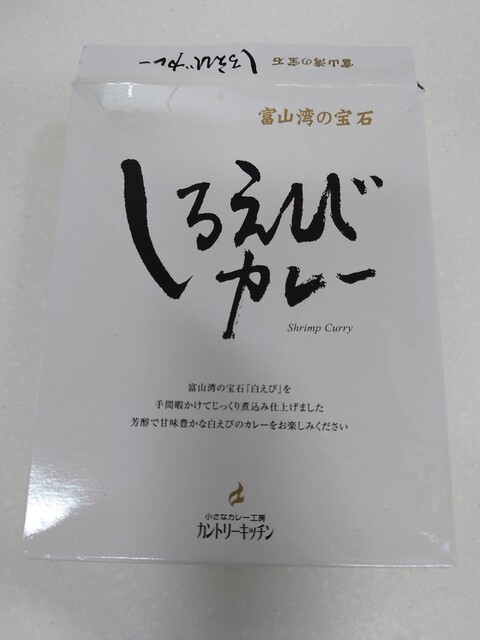 しろえびカレー 富山湾の宝石
富山湾の宝石
しろえび
カレー
Shrimp Curry
富山湾の宝石「白えび」を
手間暇かけてじっくり煮込み仕上げました
芳醇で甘味豊かな白えびのカレーをお楽しみください
小さなカレー工房
カントリーキッチン